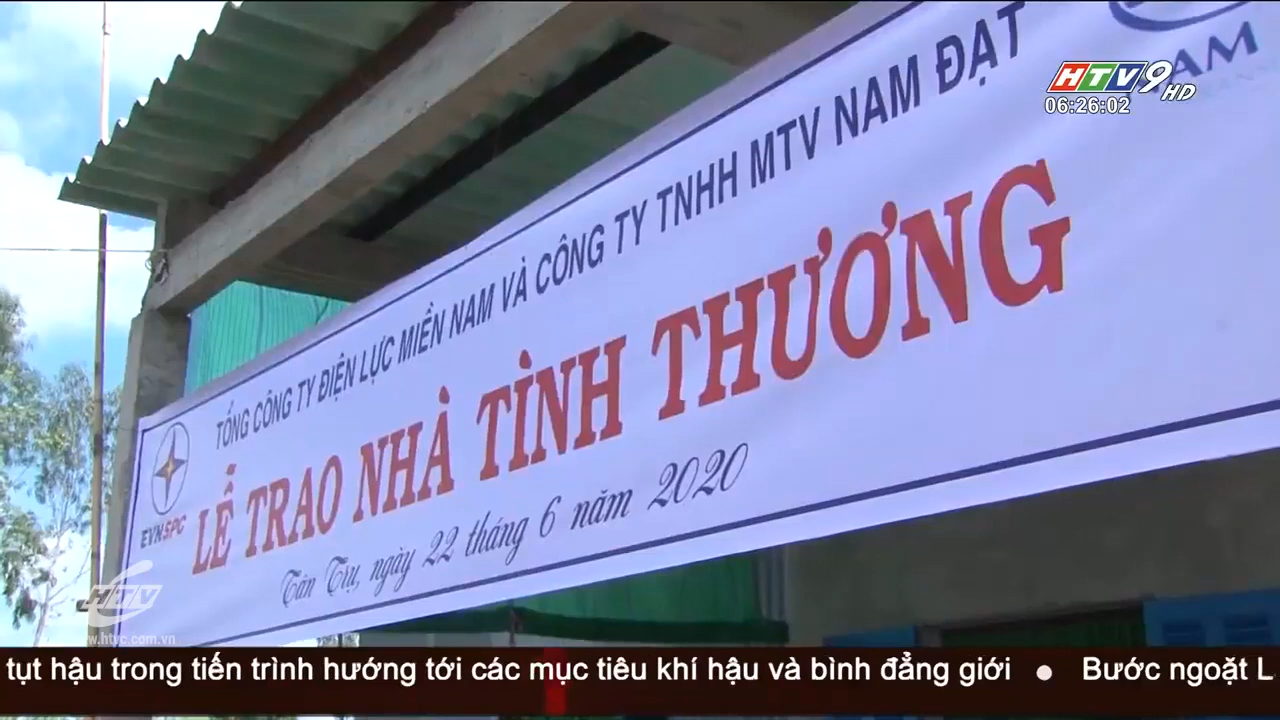 HTV9 HD
06:26:02
NAM
TỔNG CÔNG TY ĐIỆN LỰC MIỀN NAM VÀ CÔNG TY TNHH MTV NAM ĐẠT
EVNSPC
LỄ TRAO NHÀ TÌNH THƯƠNG
Tân Trụ, ngày 22 tháng 6 năm 2020
HTV
www.htvc.com.vn
tụt hậu trong tiến trình hướng tới các mục tiêu khí hậu và bình đẳng giới • Bước ngoặt L